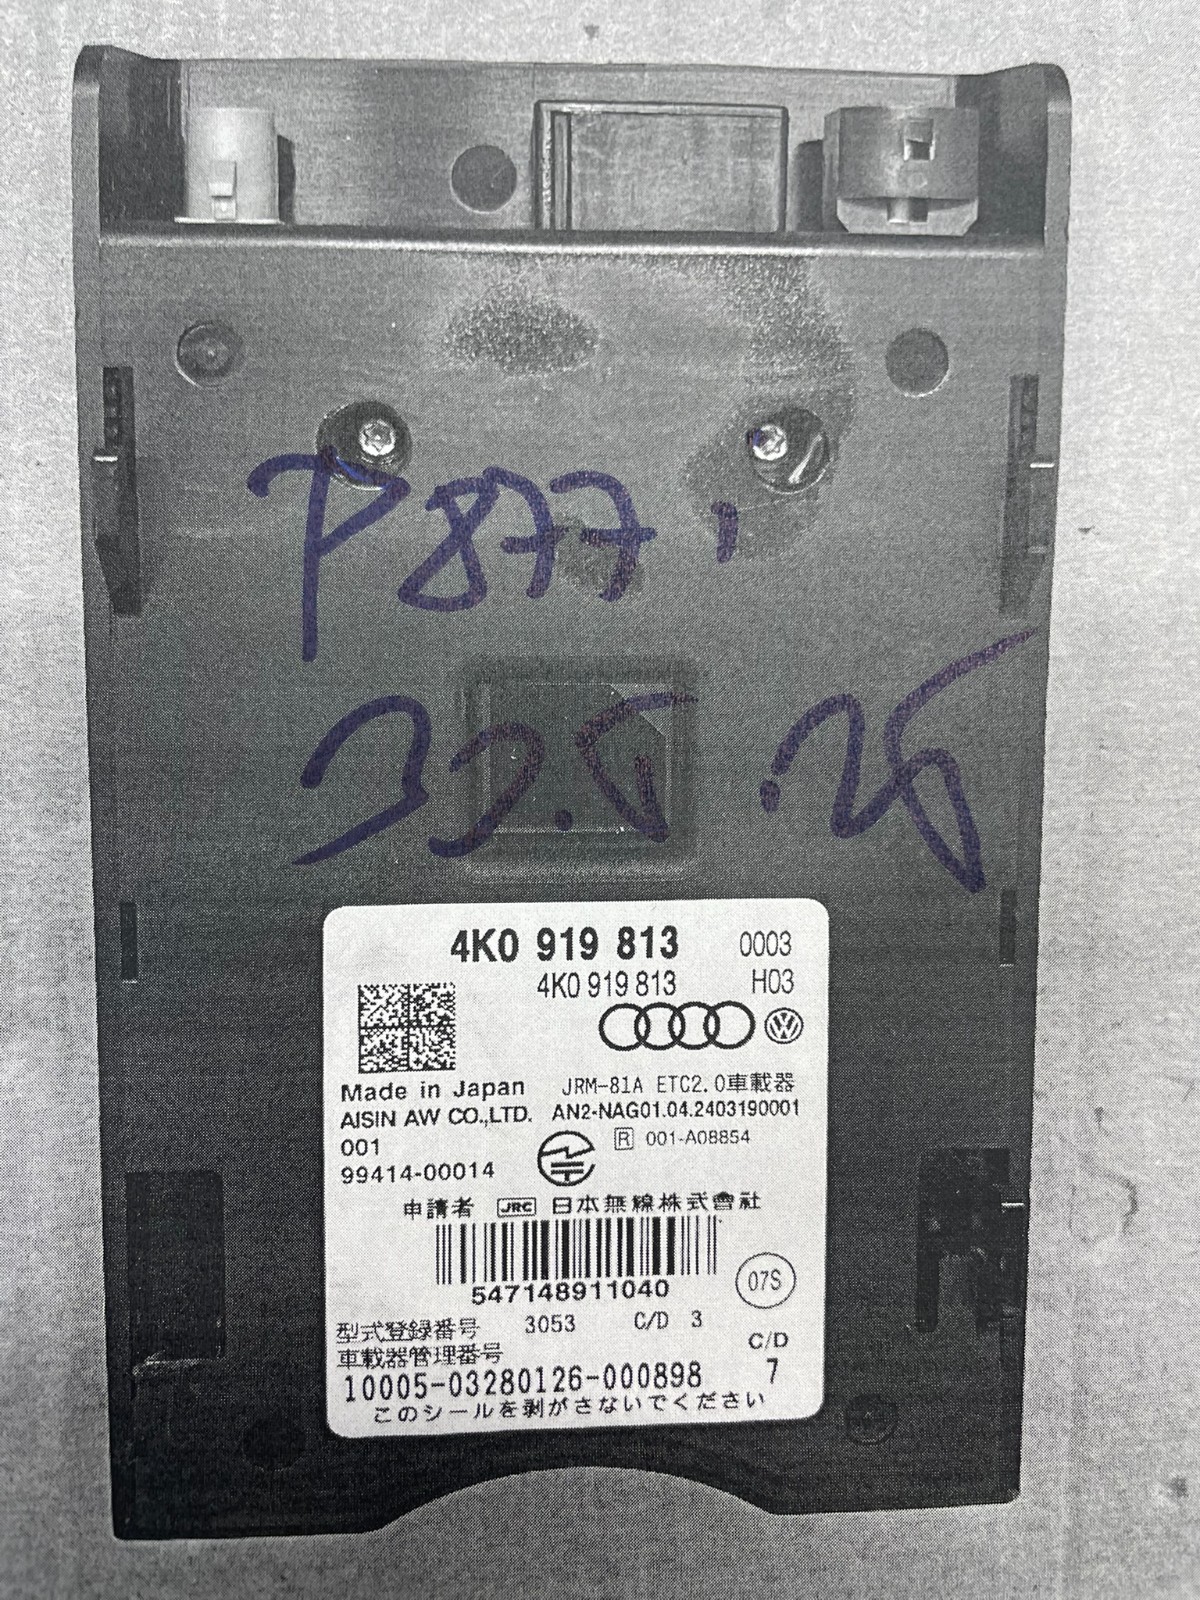 P877,
4K0 919 813 0003
4K0 919 813 H03
Made in Japan JRM-81A ETC2.0車載器
AISIN AW CO.,LTD. AN2-NAG01.04.2403190001
001 R 001-A08854
99414-00014
申請者 JRC 日本無線株式會社
547148911040 07S
型式登録番号 3053 C/D 3
車載器管理番号 C/D
10005-03280126-000898 7
このシールを剥がさないでください